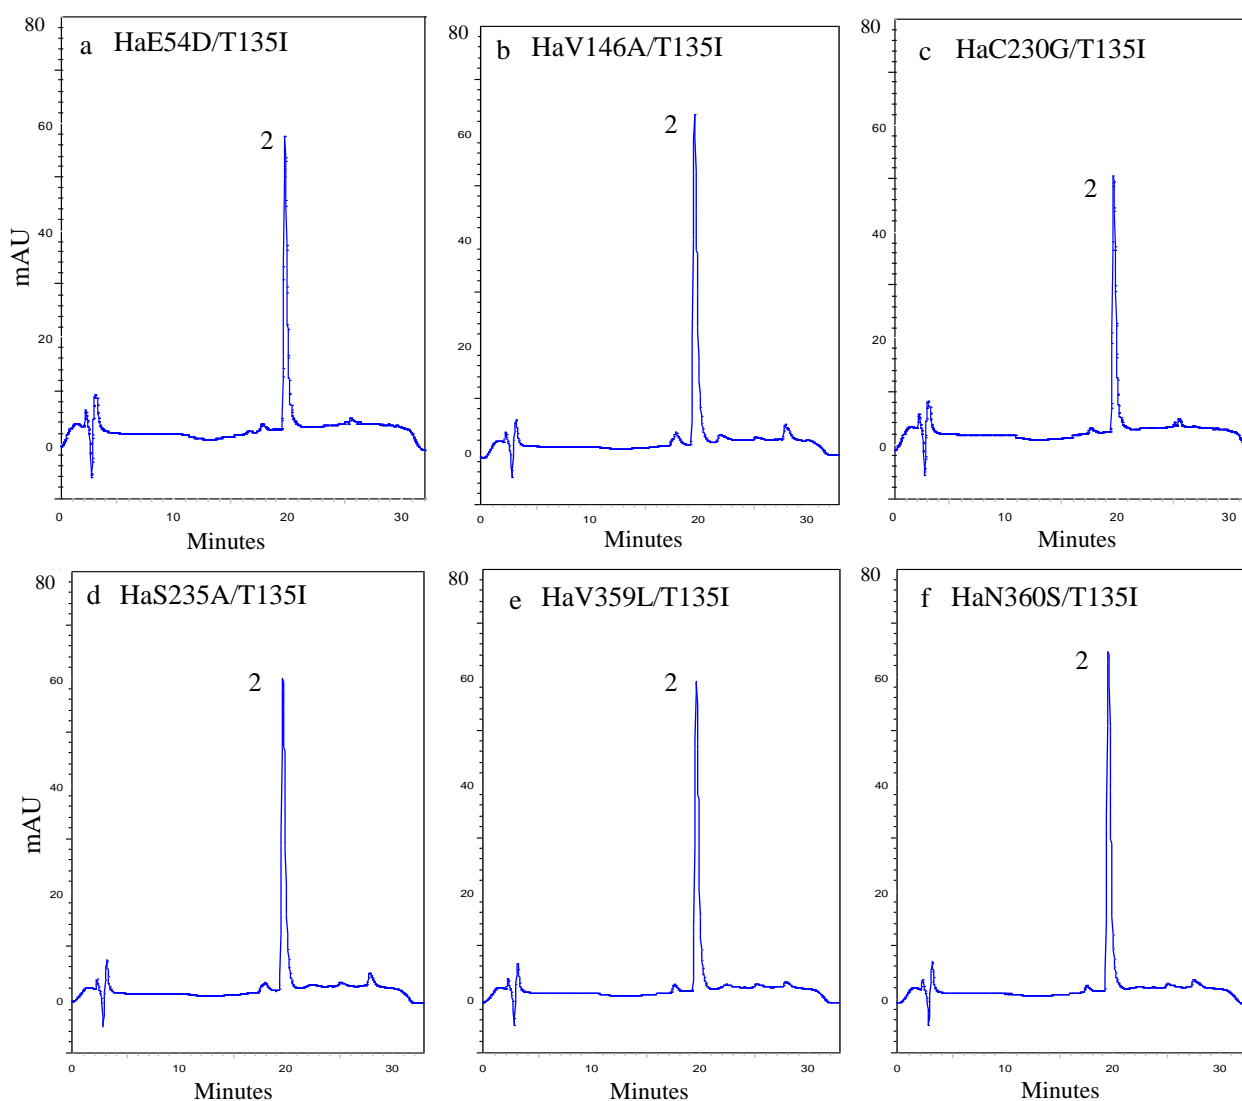 a HaE54D/T135I
80
60
40
20
0
mAU
2
0 10 20 30
Minutes
b HaV146A/T135I
80
60
40
20
0
2
0 10 20 30
Minutes
c HaC230G/T135I
80
60
40
20
0
2
0 10 20 30
Minutes
d HaS235A/T135I
80
60
40
20
0
mAU
2
0 10 20 30
Minutes
e HaV359L/T135I
80
60
40
20
0
2
0 10 20 30
Minutes
f HaN360S/T135I
80
60
40
20
0
2
0 10 20 30
Minutes